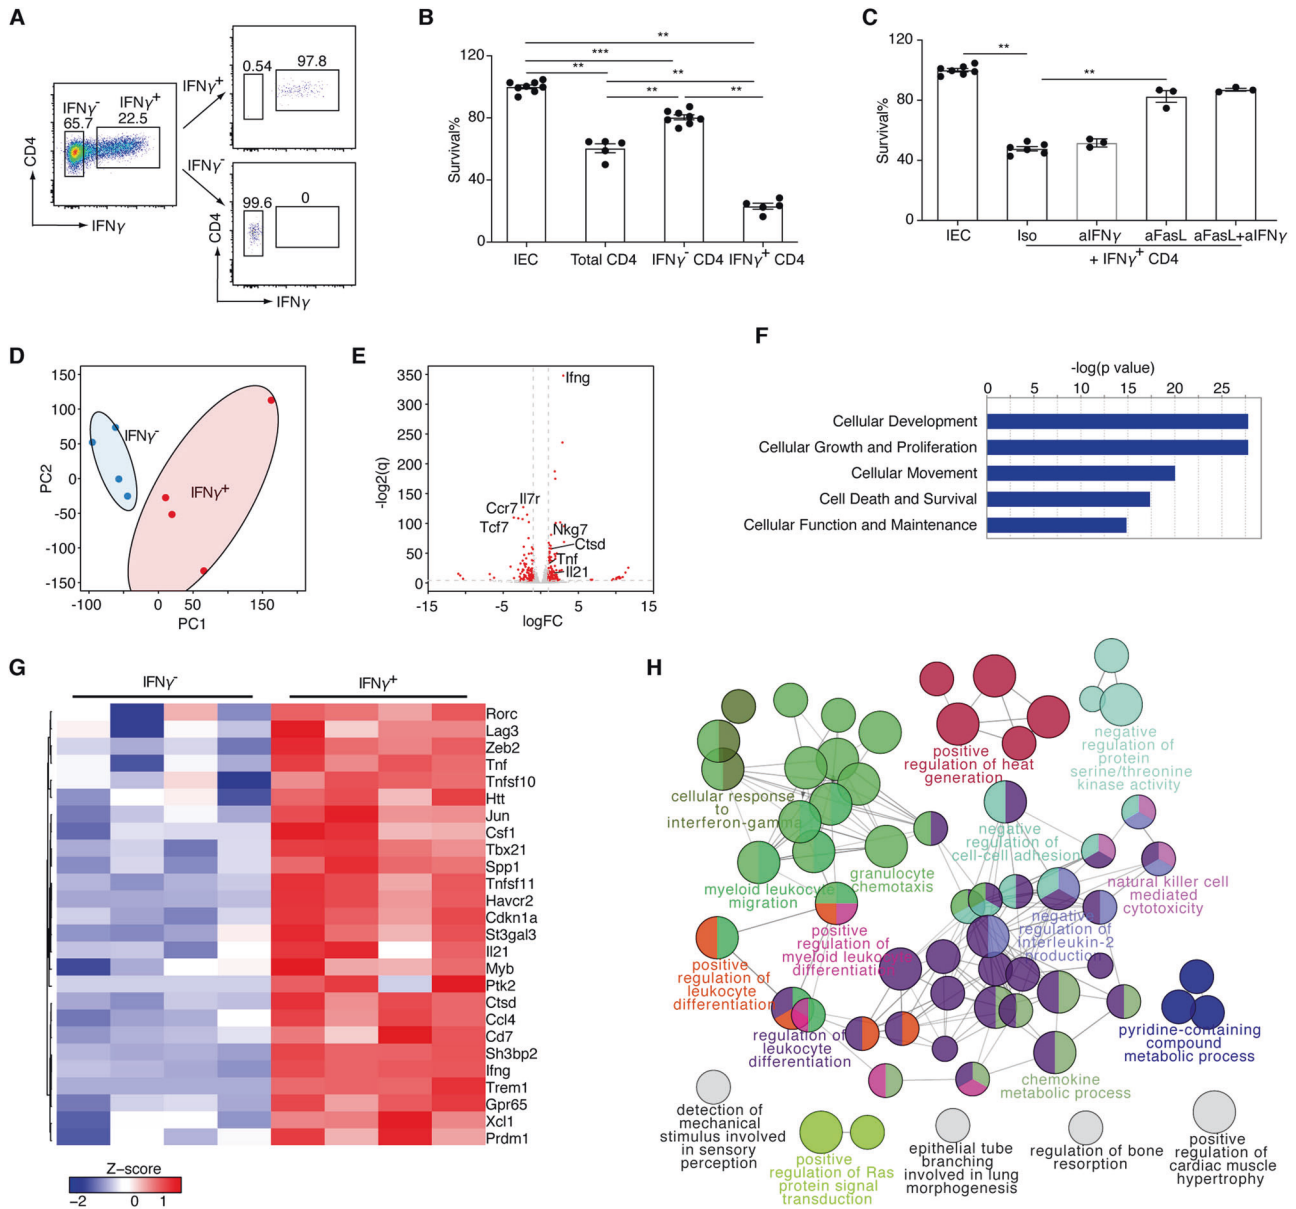 A
IFNγ⁻
65.7
IFNγ⁺
22.5
CD4
IFNγ
IFNγ⁺
0.54
97.8
IFNγ⁻
99.6
0
CD4
IFNγ
B
Survival%
120
80
40
0
**
***
**
**
**
**
IEC
Total CD4
IFNγ⁻ CD4
IFNγ⁺ CD4
C
Survival%
120
80
40
0
**
**
IEC
Iso
aIFNγ
aFasL
aFasL+aIFNγ
+ IFNγ⁺ CD4
D
PC2
150
100
50
0
-50
-100
-150
IFNγ⁻
IFNγ⁺
-100
0
50
150
PC1
E
-log2(q)
350
300
250
200
150
100
50
0
Ifng
Il7r
Ccr7
Tcf7
Nkg7
Ctsd
Tnf
Il21
-15
-5
5
15
logFC
F
-log(p value)
0 5 10 15 20 25
Cellular Development
Cellular Growth and Proliferation
Cellular Movement
Cell Death and Survival
Cellular Function and Maintenance
G
IFNγ⁻
IFNγ⁺
Rorc
Lag3
Zeb2
Tnf
Tnfsf10
Htt
Jun
Csf1
Tbx21
Spp1
Tnfsf11
Havcr2
Cdkn1a
St3gal3
Il21
Myb
Ptk2
Ctsd
Ccl4
Cd7
Sh3bp2
Ifng
Trem1
Gpr65
Xcl1
Prdm1
Z-score
-2 0 1
H
cellular response
to
interferon-gamma
myeloid leukocyte
migration
granulocyte
chemotaxis
positive
regulation of heat
generation
negative
regulation of
protein
serine/threonine
kinase activity
negative
regulation of
cell-cell adhesion
natural killer cell
mediated
cytotoxicity
negative
regulation of
interleukin-2
production
positive
regulation of
myeloid leukocyte
differentiation
positive
regulation of
leukocyte
differentiation
regulation of
leukocyte
differentiation
chemokine
metabolic process
pyridine-containing
compound
metabolic process
detection of
mechanical
stimulus involved
in sensory
perception
positive
regulation of Ras
protein signal
transduction
epithelial tube
branching
involved in lung
morphogenesis
regulation of bone
resorption
positive
regulation of
cardiac muscle
hypertrophy